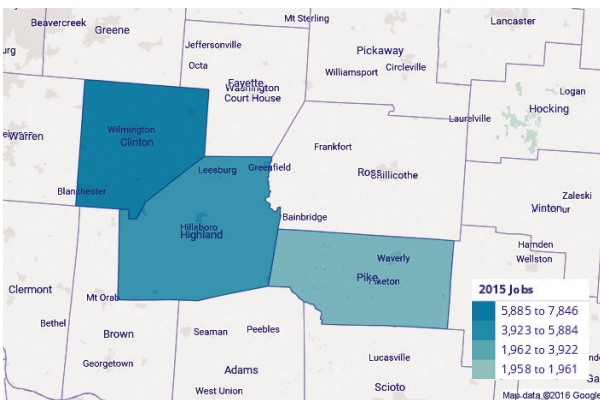 Mt Sterling
Beavercreek
Greene
Lancaster
Jeffersonville
Pickaway
Circleville
Octa
Williamsport
Fayette
Washington
Court House
Logan
Hocking
Laurelville
Wilmington
Clinton
Warren
Frankfort
Leesburg
Greenfield
Ross
Blanchester
Zaleski
Vinton
Bainbridge
Hillsboro
Highland
Hamden
Wellston
Waverly
Pike
Clermont
Mt Orab
2015 Jobs
5,885 to 7,846
3,923 to 5,884
1,962 to 3,922
1,958 to 1,961
Bethel
Brown
Seaman
Peebles
Georgetown
Lucasville
Adams
Scioto
West Union
Map data ©2016 Google